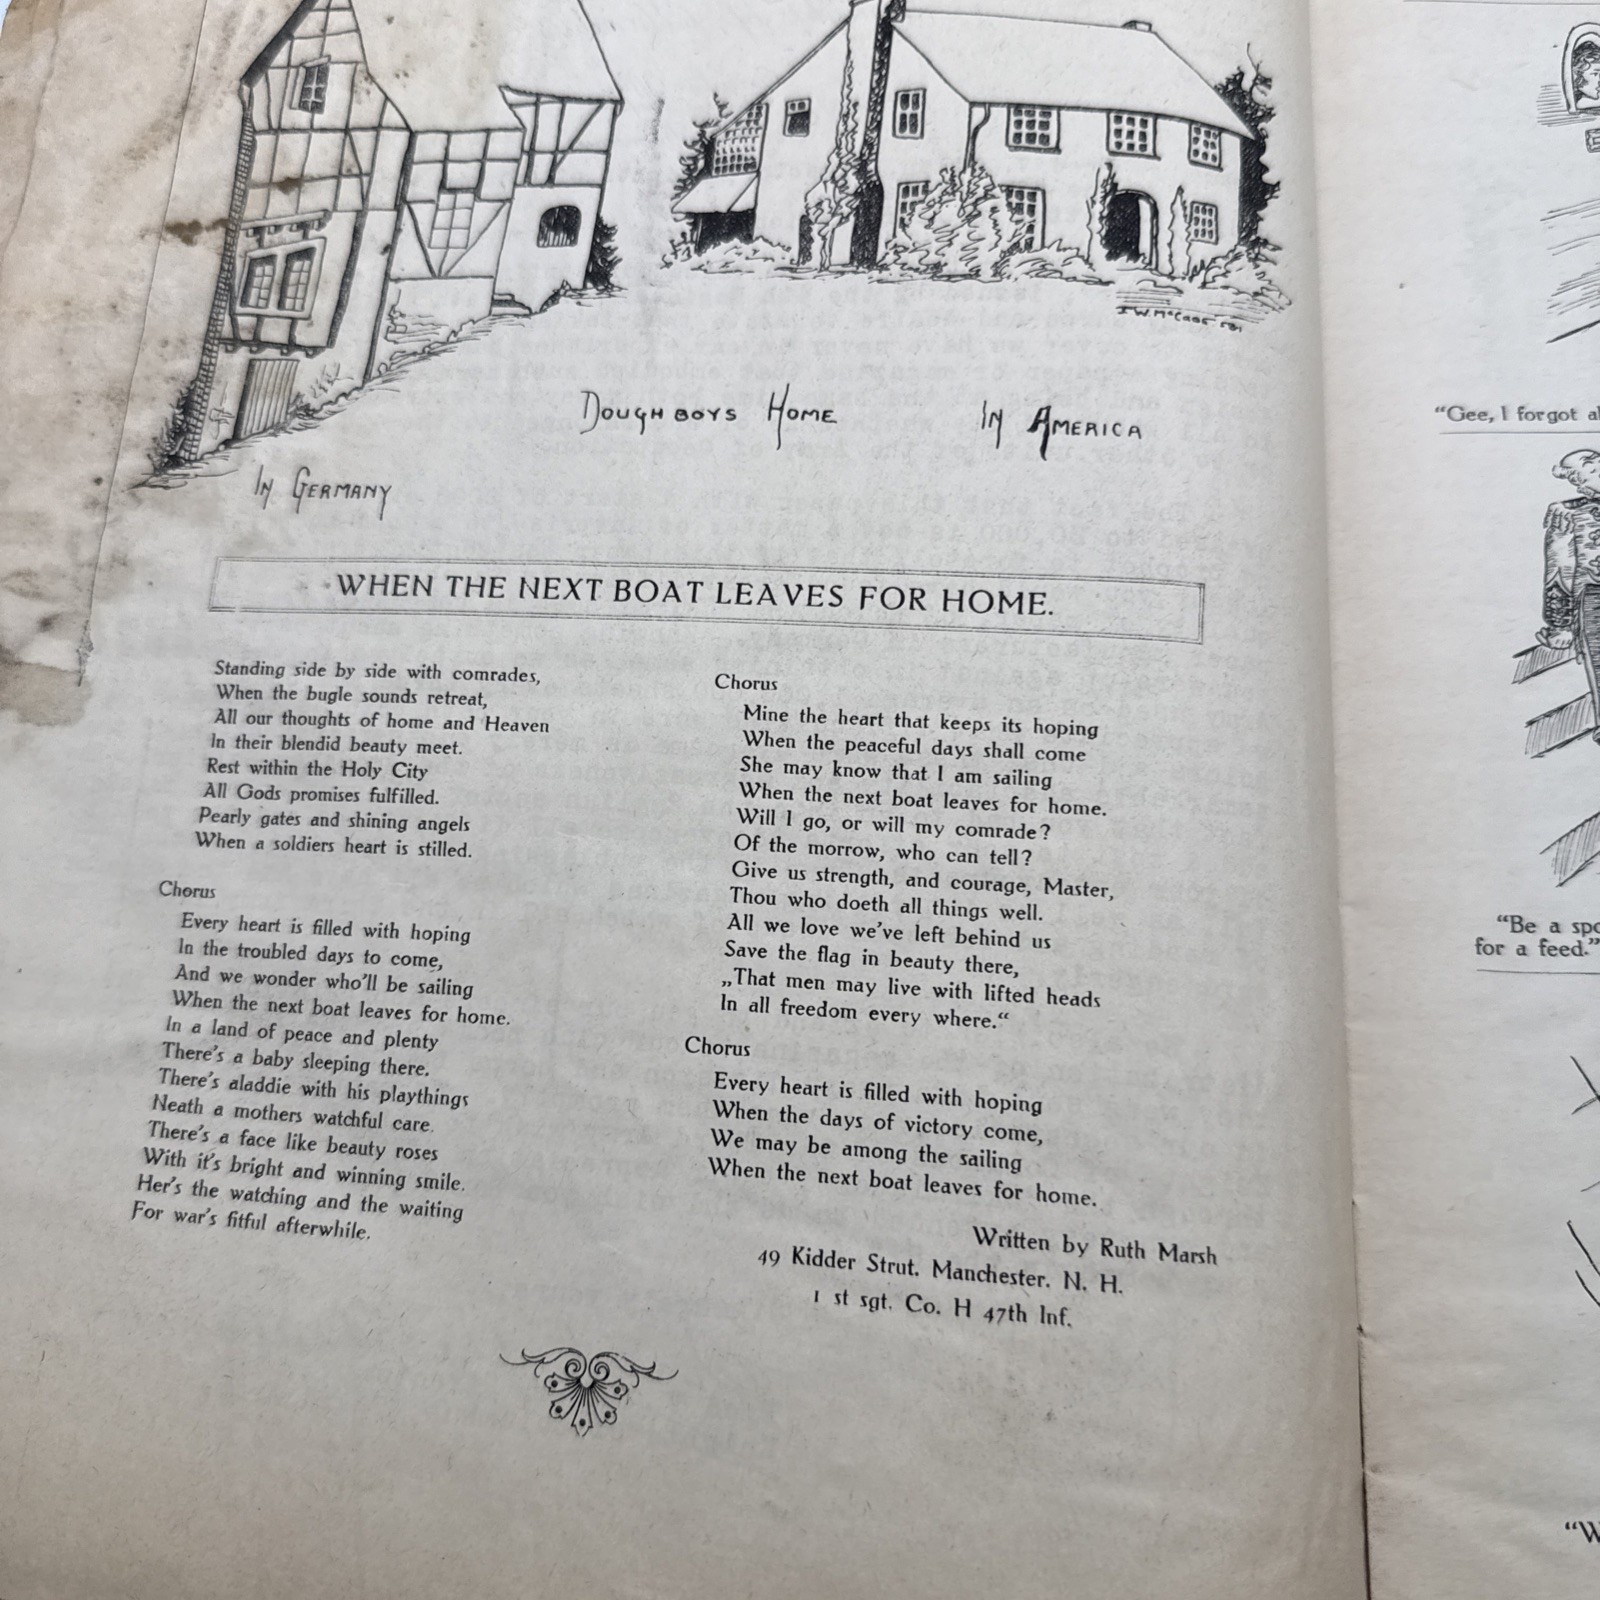 J.W. McCabe
DOUGHBOYS HOME
IN AMERICA
IN GERMANY
WHEN THE NEXT BOAT LEAVES FOR HOME.
Standing side by side with comrades,
When the bugle sounds retreat,
All our thoughts of home and Heaven
In their blendid beauty meet.
Rest within the Holy City
All Gods promises fulfilled.
Pearly gates and shining angels
When a soldiers heart is stilled.
Chorus
Every heart is filled with hoping
In the troubled days to come,
And we wonder who'll be sailing
When the next boat leaves for home.
In a land of peace and plenty
There's a baby sleeping there.
There's aladdie with his playthings
Neath a mothers watchful care.
There's a face like beauty roses
With it's bright and winning smile.
Her's the watching and the waiting
For war's fitful afterwhile.
Chorus
Mine the heart that keeps its hoping
When the peaceful days shall come
She may know that I am sailing
When the next boat leaves for home.
Will I go, or will my comrade?
Of the morrow, who can tell?
Give us strength, and courage, Master,
Thou who doeth all things well.
All we love we've left behind us
Save the flag in beauty there,
„That men may live with lifted heads
In all freedom every where.“
Chorus
Every heart is filled with hoping
When the days of victory come,
We may be among the sailing
When the next boat leaves for home.
Written by Ruth Marsh
49 Kidder Strut. Manchester. N. H.
1 st sgt. Co. H 47th Inf.
“Gee, I forgot
“Be a
for a feed.”